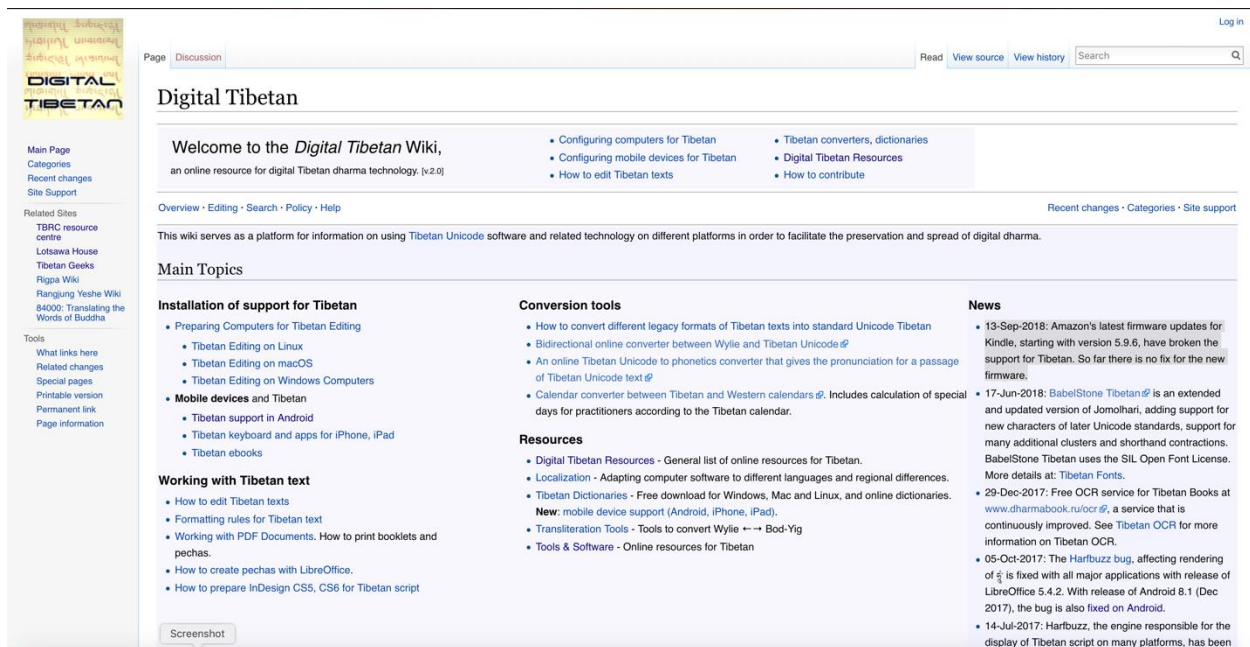 Log in
DIGITAL
TIBETAN
Page Discussion
Read View source View history Search
Digital Tibetan
Main Page
Categories
Recent changes
Site Support
Related Sites
TBRC resource
centre
Lotsawa House
Tibetan Geeks
Rigpa Wiki
Rangjung Yeshe Wiki
84000: Translating the
Words of Buddha
Tools
What links here
Related changes
Special pages
Printable version
Permanent link
Page information
Welcome to the Digital Tibetan Wiki,
an online resource for digital Tibetan dharma technology. [v.2.0]
• Configuring computers for Tibetan
• Configuring mobile devices for Tibetan
• How to edit Tibetan texts
• Tibetan converters, dictionaries
• Digital Tibetan Resources
• How to contribute
Overview · Editing · Search · Policy · Help
Recent changes · Categories · Site support
This wiki serves as a platform for information on using Tibetan Unicode software and related technology on different platforms in order to facilitate the preservation and spread of digital dharma.
Main Topics
Installation of support for Tibetan
• Preparing Computers for Tibetan Editing
• Tibetan Editing on Linux
• Tibetan Editing on macOS
• Tibetan Editing on Windows Computers
• Mobile devices and Tibetan
• Tibetan support in Android
• Tibetan keyboard and apps for iPhone, iPad
• Tibetan ebooks
Working with Tibetan text
• How to edit Tibetan texts
• Formatting rules for Tibetan text
• Working with PDF Documents. How to print booklets and
pechas.
• How to create pechas with LibreOffice.
• How to prepare InDesign CS5, CS6 for Tibetan script
Screenshot
Conversion tools
• How to convert different legacy formats of Tibetan texts into standard Unicode Tibetan
• Bidirectional online converter between Wylie and Tibetan Unicode
• An online Tibetan Unicode to phonetics converter that gives the pronunciation for a passage
of Tibetan Unicode text
• Calendar converter between Tibetan and Western calendars. Includes calculation of special
days for practitioners according to the Tibetan calendar.
Resources
• Digital Tibetan Resources - General list of online resources for Tibetan.
• Localization - Adapting computer software to different languages and regional differences.
• Tibetan Dictionaries - Free download for Windows, Mac and Linux, and online dictionaries.
New: mobile device support (Android, iPhone, iPad).
• Transliteration Tools - Tools to convert Wylie ←→ Bod-Yig
• Tools & Software - Online resources for Tibetan
News
• 13-Sep-2018: Amazon's latest firmware updates for
Kindle, starting with version 5.9.6, have broken the
support for Tibetan. So far there is no fix for the new
firmware.
• 17-Jun-2018: BabelStone Tibetan is an extended
and updated version of Jomolhari, adding support for
new characters of later Unicode standards, support for
many additional clusters and shorthand contractions.
BabelStone Tibetan uses the SIL Open Font License.
More details at: Tibetan Fonts.
• 29-Dec-2017: Free OCR service for Tibetan Books at
www.dharmabook.ru/ocr, a service that is
continuously improved. See Tibetan OCR for more
information on Tibetan OCR.
• 05-Oct-2017: The Harfbuzz bug, affecting rendering
of is fixed with all major applications with release of
LibreOffice 5.4.2. With release of Android 8.1 (Dec
2017), the bug is also fixed on Android.
• 14-Jul-2017: Harfbuzz, the engine responsible for the
display of Tibetan script on many platforms, has been